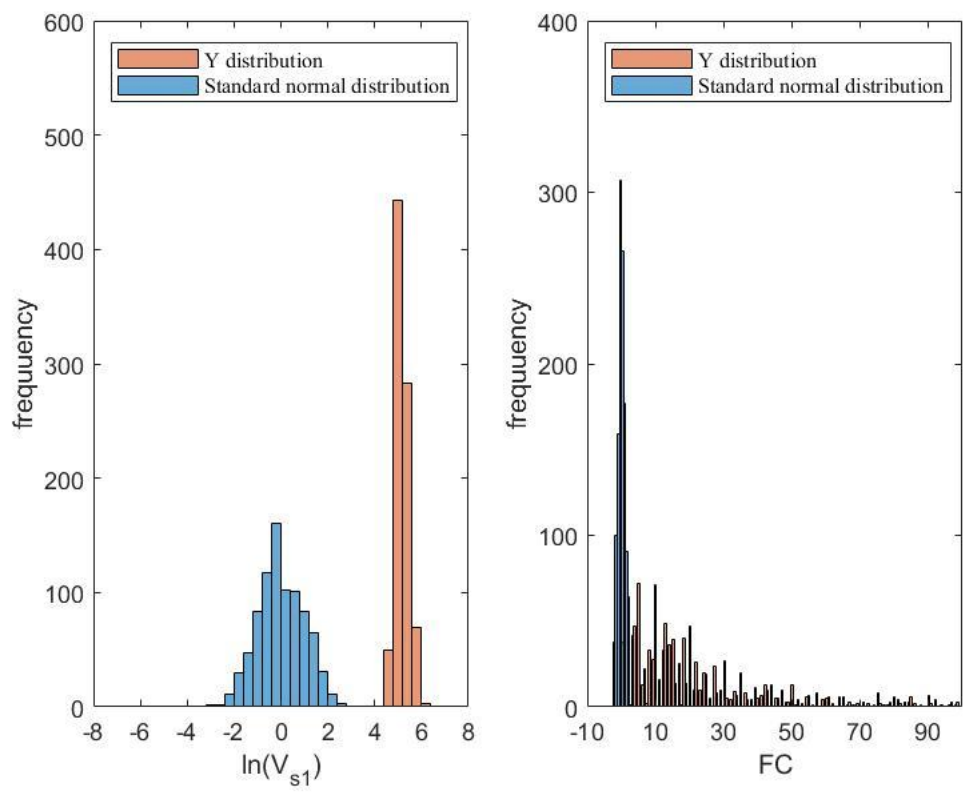 600
500
400
300
200
100
0
frequuency
Y distribution
Standard normal distribution
-8 -6 -4 -2 0 2 4 6 8
ln(Vs1)
400
300
200
100
0
frequuency
Y distribution
Standard normal distribution
-10 10 30 50 70 90
FC